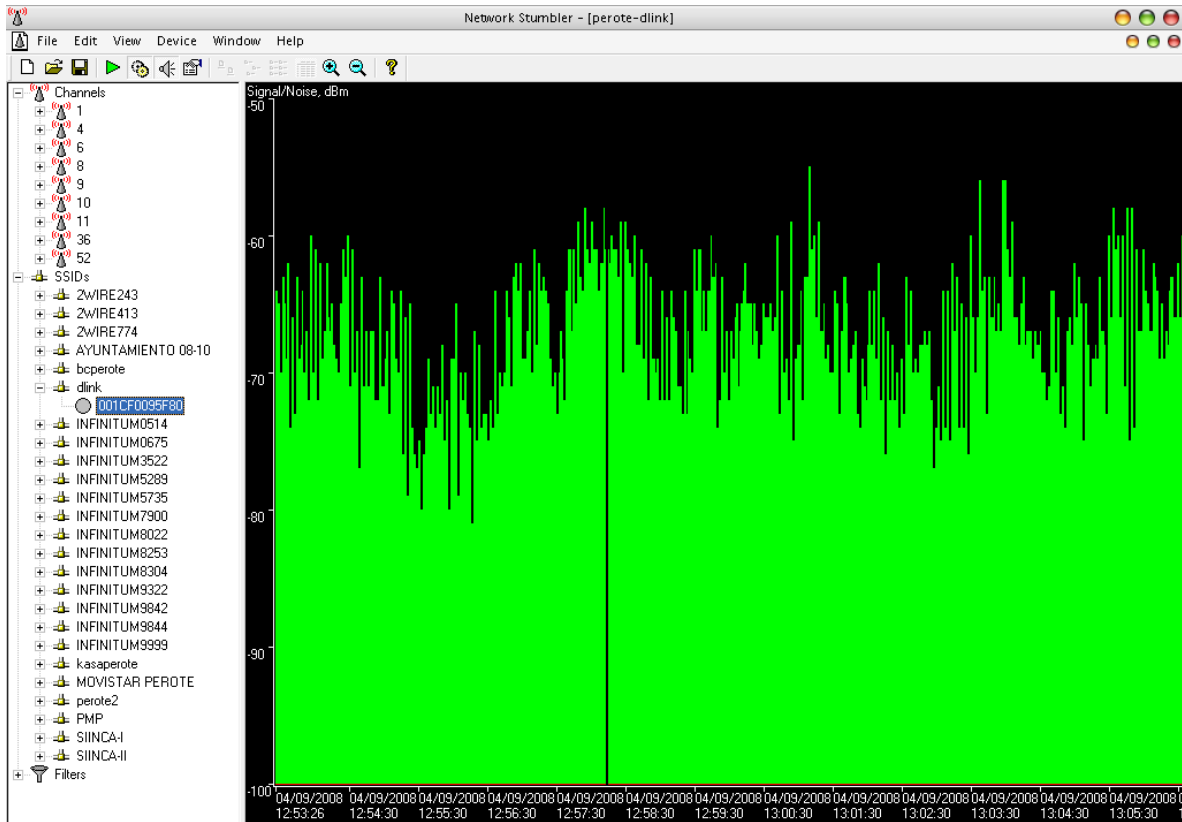 Network Stumbler - [perote-dlink]
File Edit View Device Window Help
Channels
1
4
6
8
9
10
11
36
52
SSIDs
2WIRE243
2WIRE413
2WIRE774
AYUNTAMIENTO 08-10
bcperote
dlink
001CF0095F80
INFINITUM0514
INFINITUM0675
INFINITUM3522
INFINITUM5289
INFINITUM5735
INFINITUM7900
INFINITUM8022
INFINITUM8253
INFINITUM8304
INFINITUM9322
INFINITUM9842
INFINITUM9844
INFINITUM9999
kasaperote
MOVISTAR PEROTE
perote2
PMP
SIINCA-I
SIINCA-II
Filters
Signal/Noise, dBm
-50
-60
-70
-80
-90
-100
04/09/2008 04/09/2008 04/09/2008 04/09/2008 04/09/2008 04/09/2008 04/09/2008 04/09/2008 04/09/2008 04/09/2008 04/09/2008 04/09/2008 04/09/2008
12:53:26 12:54:30 12:55:30 12:56:30 12:57:30 12:58:30 12:59:30 13:00:30 13:01:30 13:02:30 13:03:30 13:04:30 13:05:30